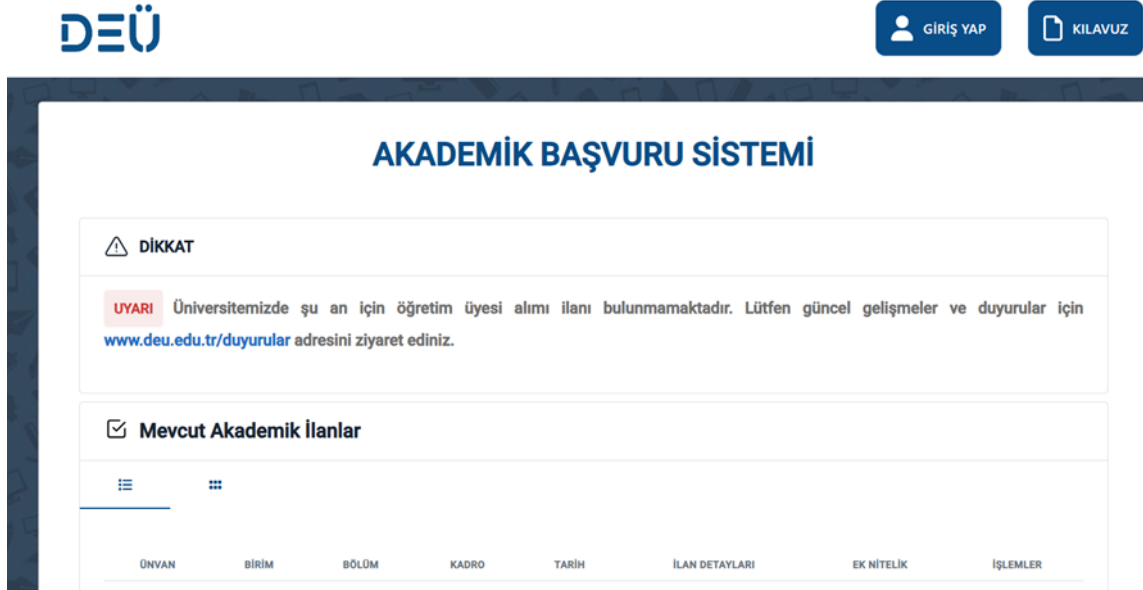 DEÜ
GİRİŞ YAP
KILAVUZ
AKADEMİK BAŞVURU SİSTEMİ
DİKKAT
UYARI Üniversitemizde şu an için öğretim üyesi alımı ilanı bulunmamaktadır. Lütfen güncel gelişmeler ve duyurular için
www.deu.edu.tr/duyurular adresini ziyaret ediniz.
Mevcut Akademik İlanlar
ÜNVAN BİRİM BÖLÜM KADRO TARİH İLAN DETAYLARI EK NİTELİK İŞLEMLER